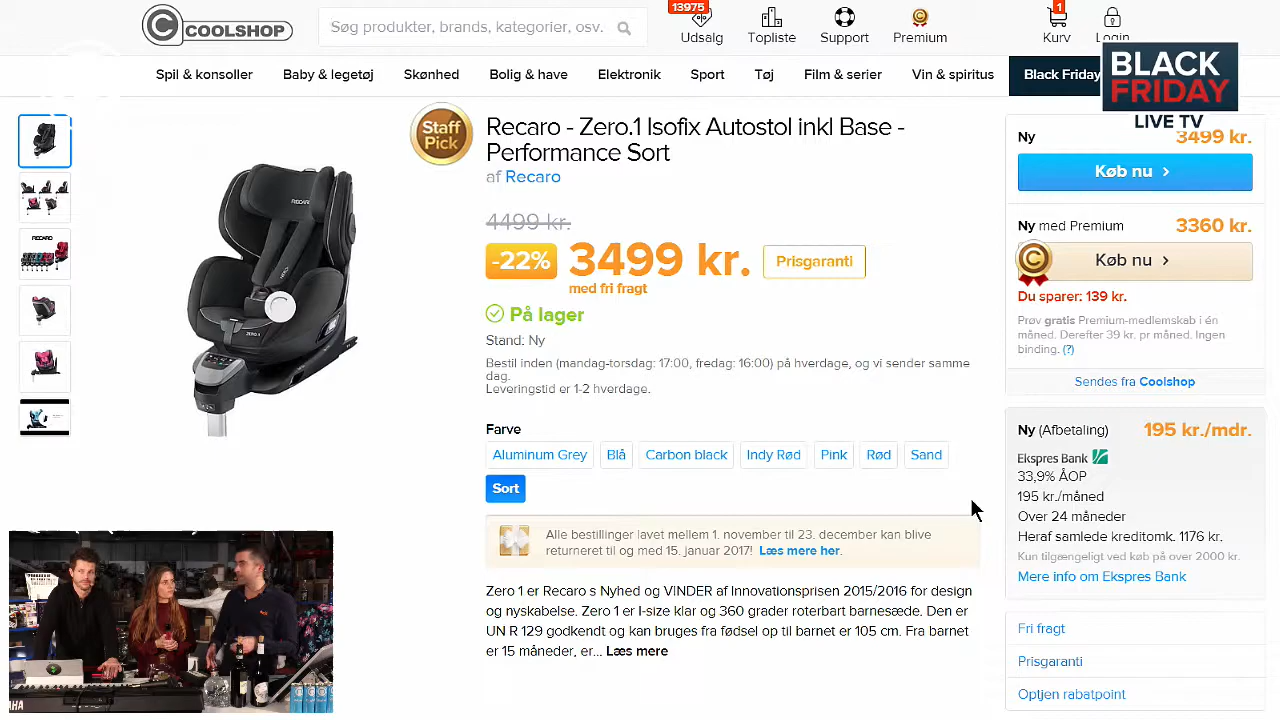 COOLSHOP
Søg produkter, brands, kategorier, osv.
13975
Udsalg
Topliste
Support
Premium
1
Kurv
Login
Spil & konsoller
Baby & legetøj
Skønhed
Bolig & have
Elektronik
Sport
Tøj
Film & serier
Vin & spiritus
Black Friday
BLACK
FRIDAY
LIVE TV
Staff
Pick
Recaro - Zero.1 Isofix Autostol inkl Base -
Performance Sort
af Recaro
4499 kr.
-22%
3499 kr.
Prisgaranti
med fri fragt
På lager
Stand: Ny
Bestil inden (mandag-torsdag: 17:00, fredag: 16:00) på hverdage, og vi sender samme
dag.
Leveringstid er 1-2 hverdage.
Farve
Aluminum Grey
Blå
Carbon black
Indy Rød
Pink
Rød
Sand
Sort
Alle bestillinger lavet mellem 1. november til 23. december kan blive
returneret til og med 15. januar 2017! Læs mere her.
Zero 1 er Recaro s Nyhed og VINDER af Innovationsprisen 2015/2016 for design
og nyskabelse. Zero 1 er I-size klar og 360 grader roterbart barnesæde. Den er
UN R 129 godkendt og kan bruges fra fødsel op til barnet er 105 cm. Fra barnet
er 15 måneder, er... Læs mere
Ny
3499 kr.
Køb nu
Ny med Premium
3360 kr.
Køb nu
Du sparer: 139 kr.
Prøv gratis Premium-medlemskab i én
måned. Derefter 39 kr. pr måned. Ingen
binding. (?)
Sendes fra Coolshop
Ny (Afbetaling)
195 kr./mdr.
Ekspres Bank
33,9% ÅOP
195 kr./måned
Over 24 måneder
Heraf samlede kreditomk. 1176 kr.
Kun tilgængeligt ved køb på over 2000 kr.
Mere info om Ekspres Bank
Fri fragt
Prisgaranti
Optjen rabatpoint
RECARO
ZERO.1
RECARO
YAMAHA